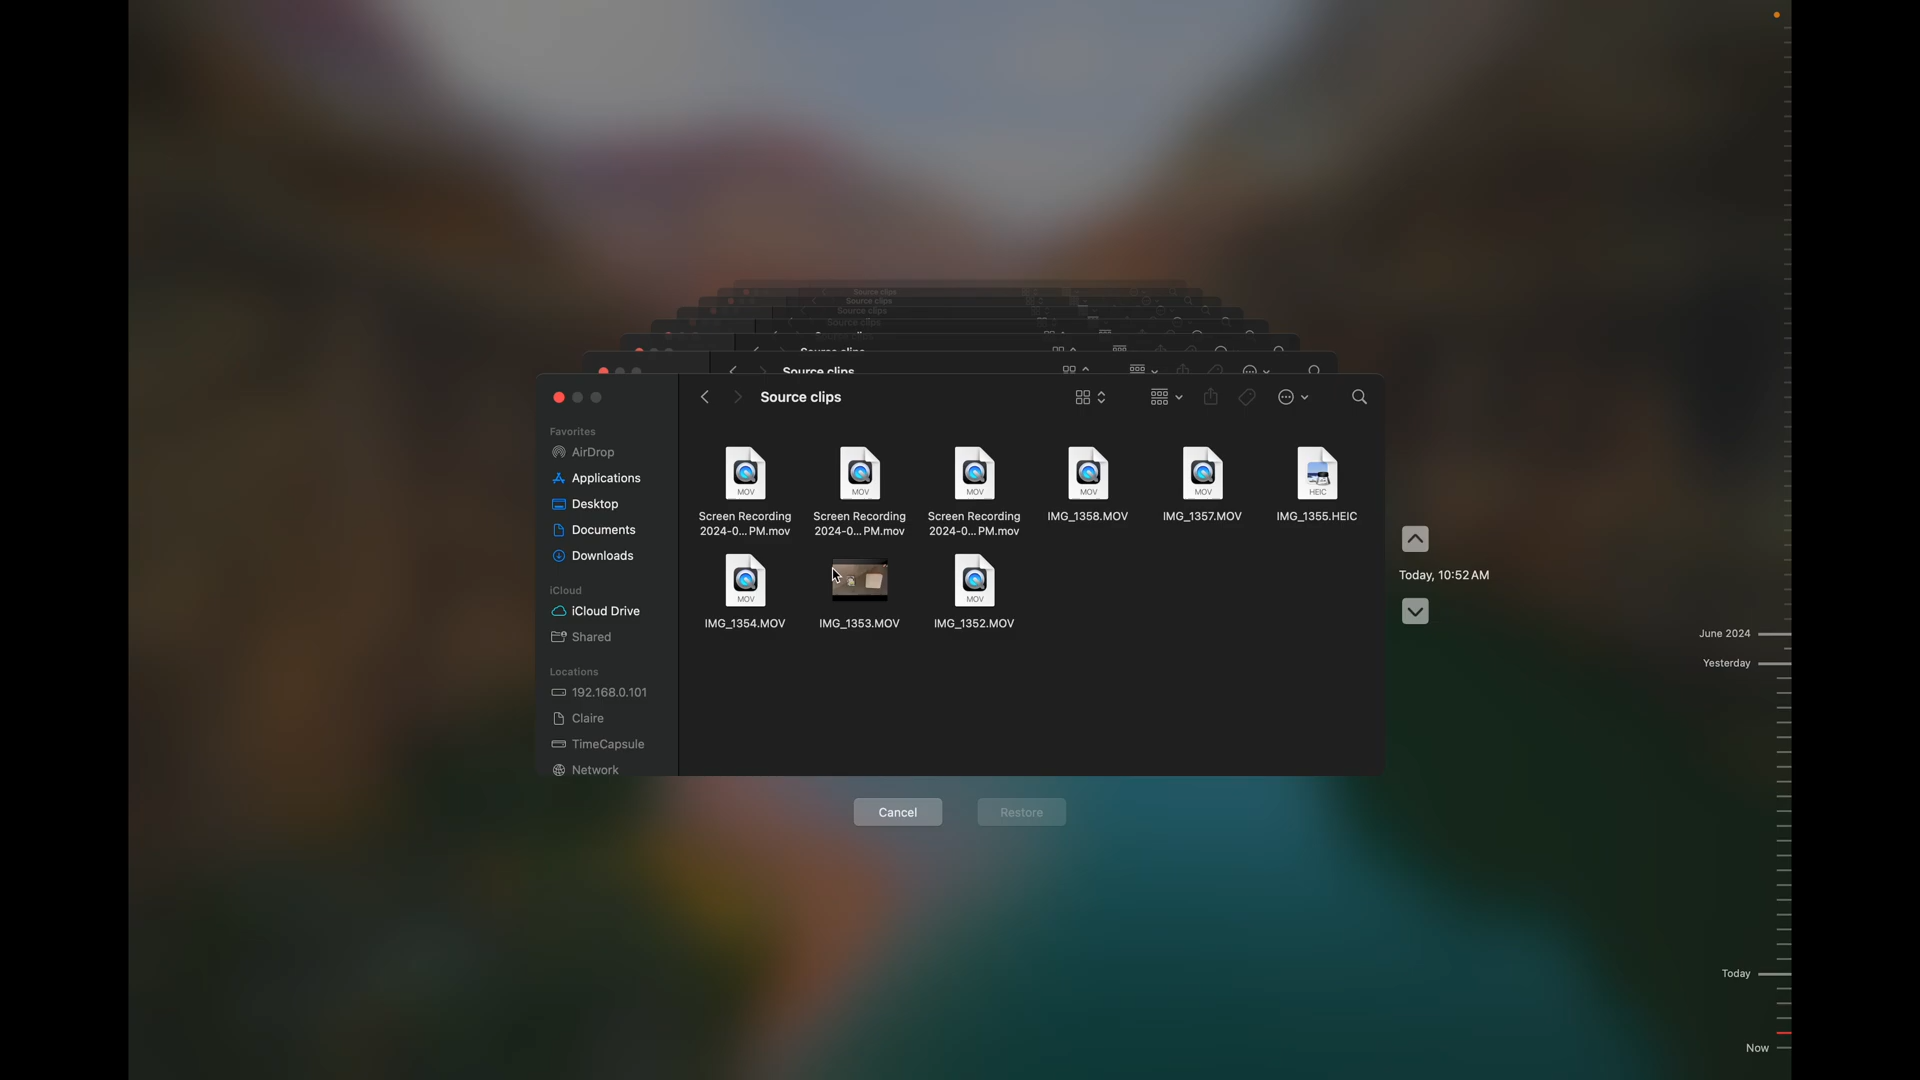 Source clips
Source clips
Source clips
Source clips
Source clips
Source clips
Source clips
Favorites
AirDrop
Applications
Desktop
Documents
Downloads
iCloud
iCloud Drive
Shared
Locations
192.168.0.101
Claire
TimeCapsule
Network
MOV
MOV
MOV
MOV
MOV
HEIC
Screen Recording
2024-0... PM.mov
Screen Recording
2024-0... PM.mov
Screen Recording
2024-0... PM.mov
IMG_1358.MOV
IMG_1357.MOV
IMG_1355.HEIC
MOV
MOV
IMG_1354.MOV
IMG_1353.MOV
IMG_1352.MOV
Today, 10:52 AM
Cancel
Restore
June 2024
Yesterday
Today
Now